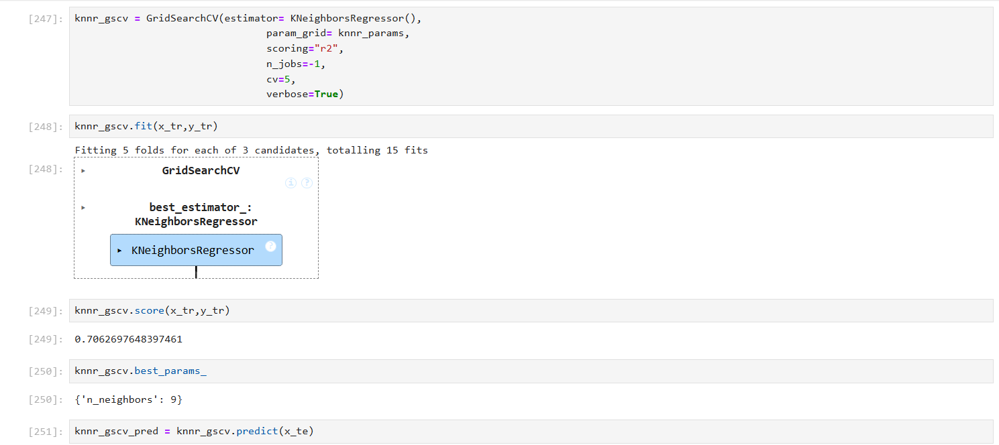 [247]: knnr_gscv = GridSearchCV(estimator= KNeighborsRegressor(),
param_grid= knnr_params,
scoring="r2",
n_jobs=-1,
cv=5,
verbose=True)
[248]: knnr_gscv.fit(x_tr,y_tr)
Fitting 5 folds for each of 3 candidates, totalling 15 fits
[248]: ▸ GridSearchCV
i ?
▸ best_estimator_:
KNeighborsRegressor
▸ KNeighborsRegressor ?
[249]: knnr_gscv.score(x_tr,y_tr)
[249]: 0.7062697648397461
[250]: knnr_gscv.best_params_
[250]: {'n_neighbors': 9}
[251]: knnr_gscv_pred = knnr_gscv.predict(x_te)